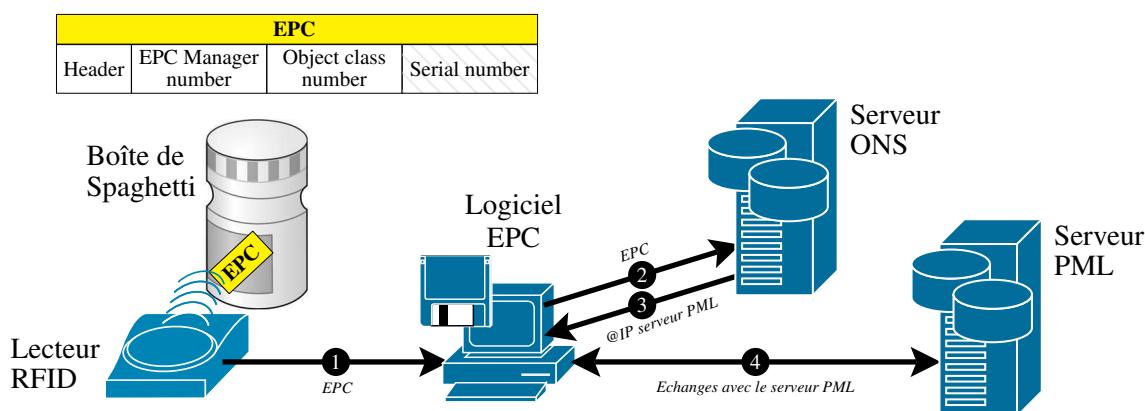 EPC
Header
EPC Manager
number
Object class
number
Serial number
Boîte de
Spaghetti
EPC
Lecteur
RFID
1
EPC
Logiciel
EPC
EPC
2
3
@IP serveur PML
Serveur
ONS
4
Echanges avec le serveur PML
Serveur
PML